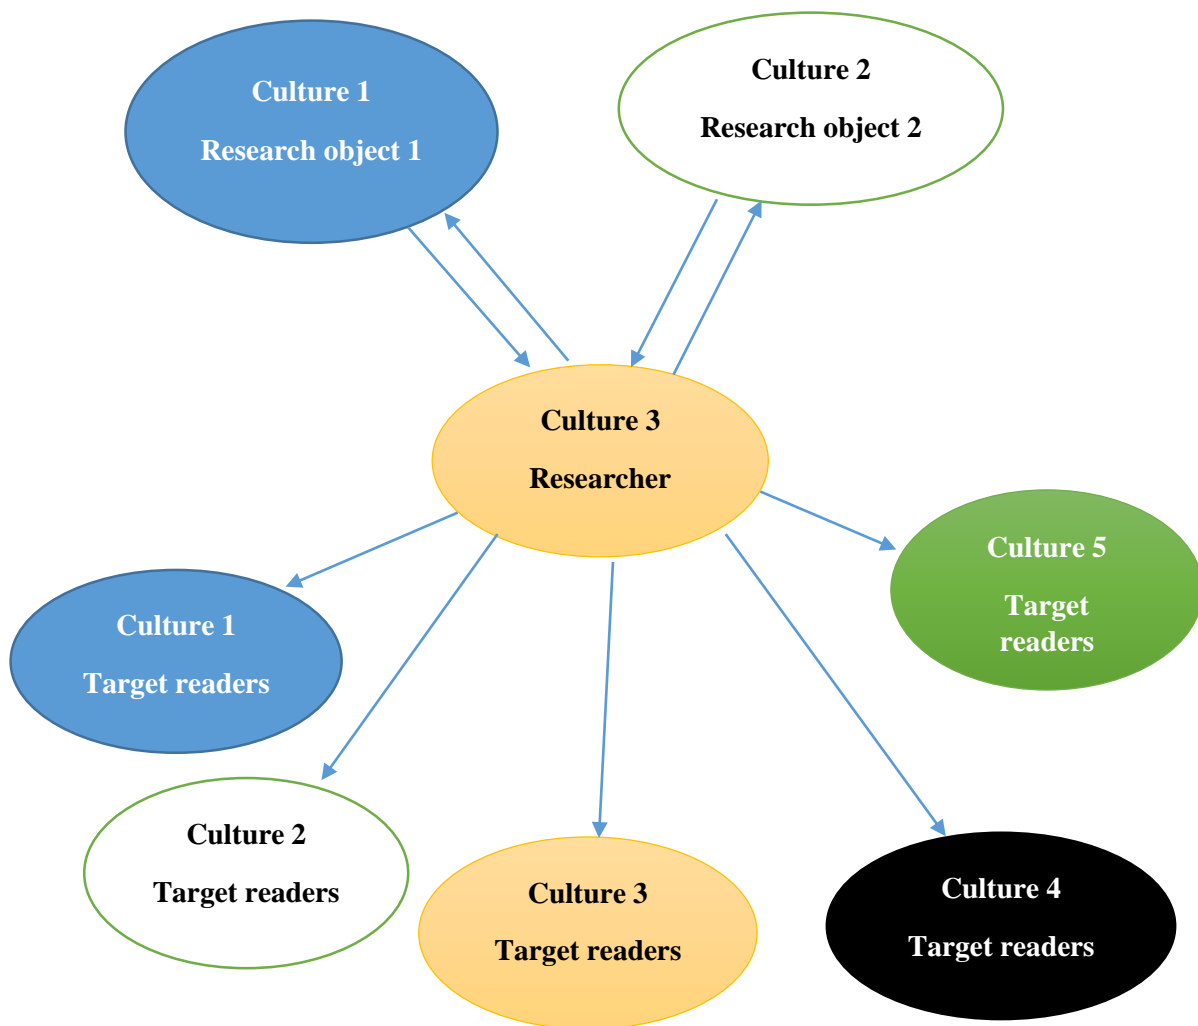 Culture 1
Research object 1
Culture 2
Research object 2
Culture 3
Researcher
Culture 5
Target
readers
Culture 1
Target readers
Culture 2
Target readers
Culture 3
Target readers
Culture 4
Target readers